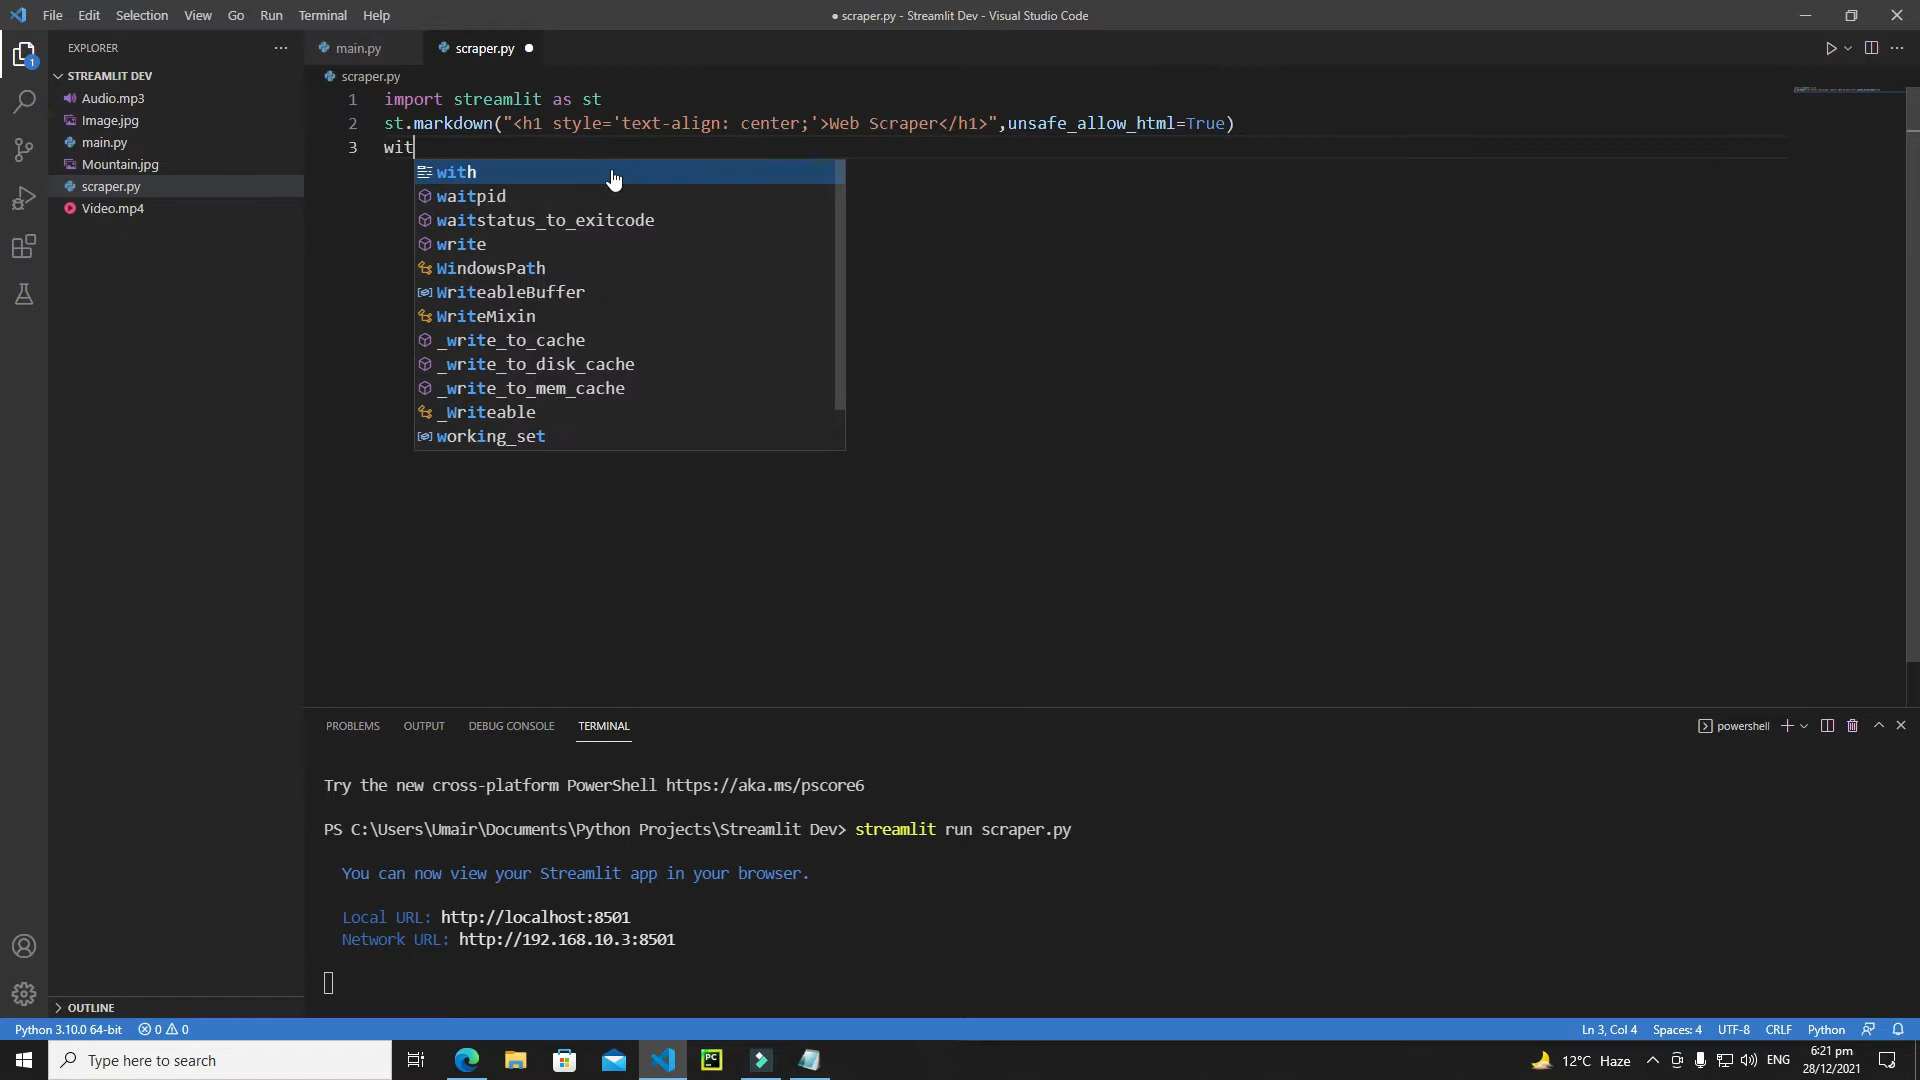 File Edit Selection View Go Run Terminal Help
● scraper.py - Streamlit Dev - Visual Studio Code
EXPLORER
STREAMLIT DEV
Audio.mp3
Image.jpg
main.py
Mountain.jpg
scraper.py
Video.mp4
OUTLINE
1
main.py
scraper.py
scraper.py
1 import streamlit as st
2 st.markdown("<h1 style='text-align: center;'>Web Scraper</h1>",unsafe_allow_html=True)
3 wit
with
waitpid
waitstatus_to_exitcode
write
WindowsPath
WriteableBuffer
WriteMixin
_write_to_cache
_write_to_disk_cache
_write_to_mem_cache
_Writeable
working_set
PROBLEMS OUTPUT DEBUG CONSOLE TERMINAL
powershell
Try the new cross-platform PowerShell https://aka.ms/pscore6
PS C:\Users\Umair\Documents\Python Projects\Streamlit Dev> streamlit run scraper.py
You can now view your Streamlit app in your browser.
Local URL: http://localhost:8501
Network URL: http://192.168.10.3:8501
Python 3.10.0 64-bit 0 0
Ln 3, Col 4 Spaces: 4 UTF-8 CRLF Python
Type here to search
PC
12°C Haze
ENG
6:21 pm
28/12/2021